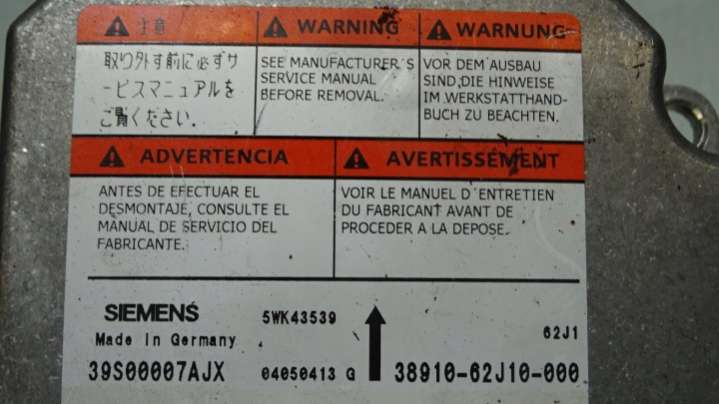 注意
取り外す前に必ずサ
ービスマニュアルを
ご覧ください.
WARNING
SEE MANUFACTURER'S
SERVICE MANUAL
BEFORE REMOVAL.
WARNUNG
VOR DEM AUSBAU
SIND,DIE HINWEISE
IM WERKSTATTHAND-
BUCH ZU BEACHTEN.
ADVERTENCIA
ANTES DE EFECTUAR EL
DESMONTAJE, CONSULTE EL
MANUAL DE SERVICIO DEL
FABRICANTE.
AVERTISSEMENT
VOIR LE MANUEL D'ENTRETIEN
DU FABRICANT AVANT DE
PROCEDER A LA DEPOSE.
SIEMENS 5WK43539
Made in Germany 62J1
39S00007AJX 04050413 G 38910-62J10-000